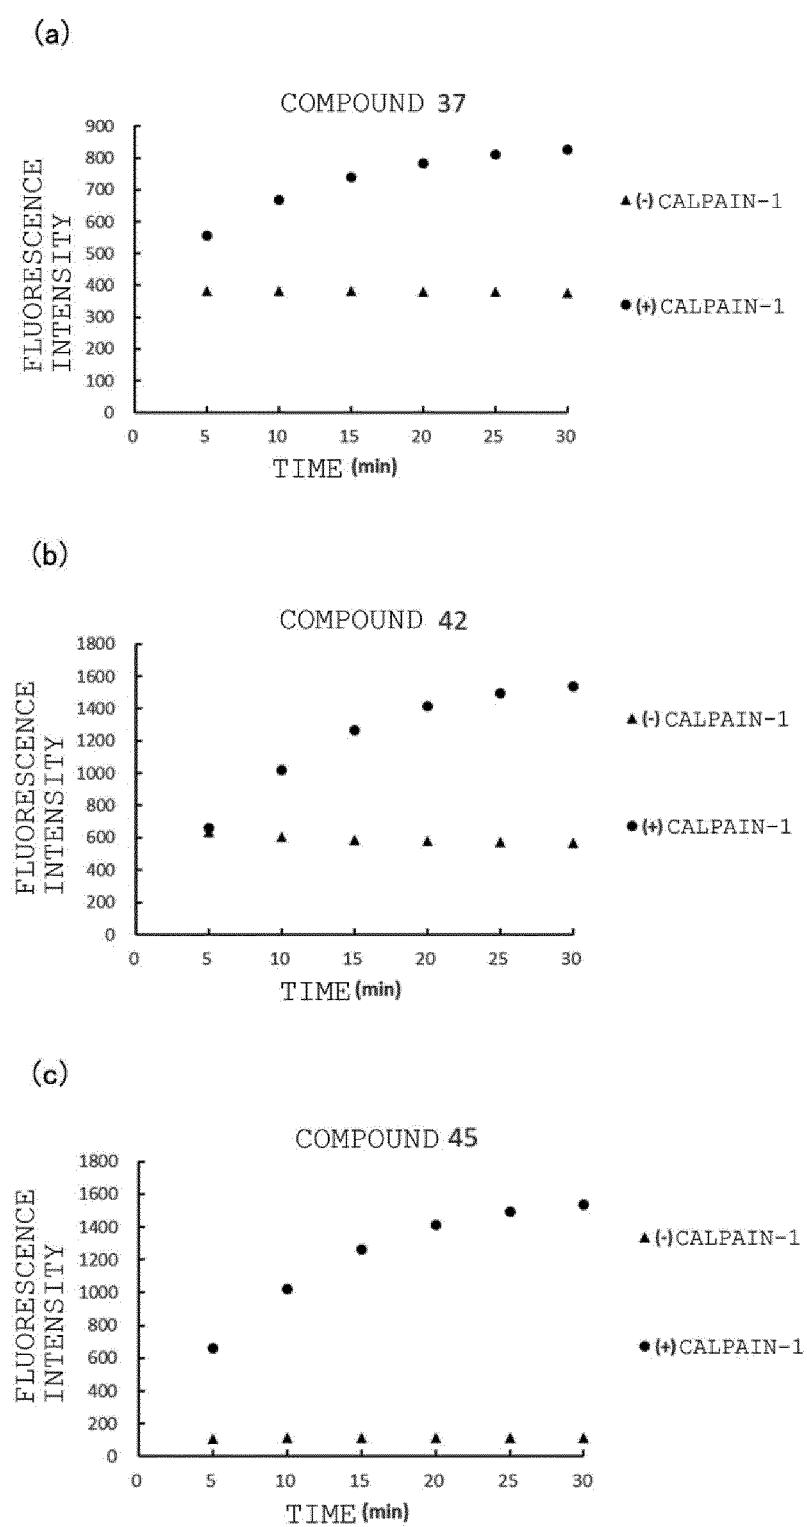 (a)
COMPOUND 37
FLUORESCENCE
INTENSITY
900
800
700
600
500
400
300
200
100
0
0 5 10 15 20 25 30
TIME (min)
(-) CALPAIN-1
(+) CALPAIN-1
(b)
COMPOUND 42
FLUORESCENCE
INTENSITY
1800
1600
1400
1200
1000
800
600
400
200
0
0 5 10 15 20 25 30
TIME (min)
(-) CALPAIN-1
(+) CALPAIN-1
(c)
COMPOUND 45
FLUORESCENCE
INTENSITY
1800
1600
1400
1200
1000
800
600
400
200
0
0 5 10 15 20 25 30
TIME (min)
(-) CALPAIN-1
(+) CALPAIN-1